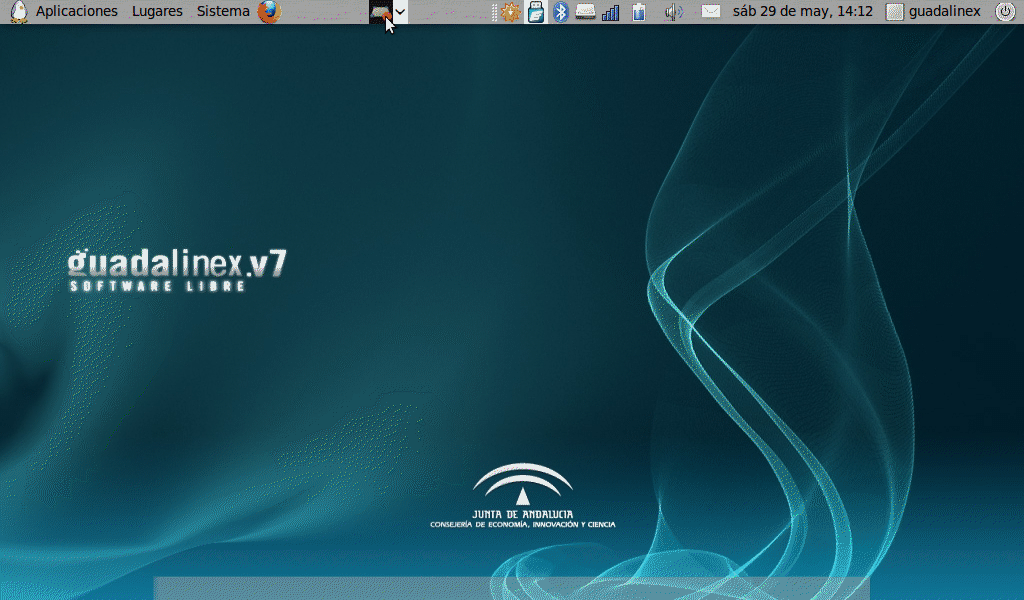 Aplicaciones Lugares Sistema sáb 29 de may, 14:12 guadalinex
guadalinex.v7
SOFTWARE LIBRE
JUNTA DE ANDALUCIA
CONSEJERÍA DE ECONOMÍA, INNOVACIÓN Y CIENCIA